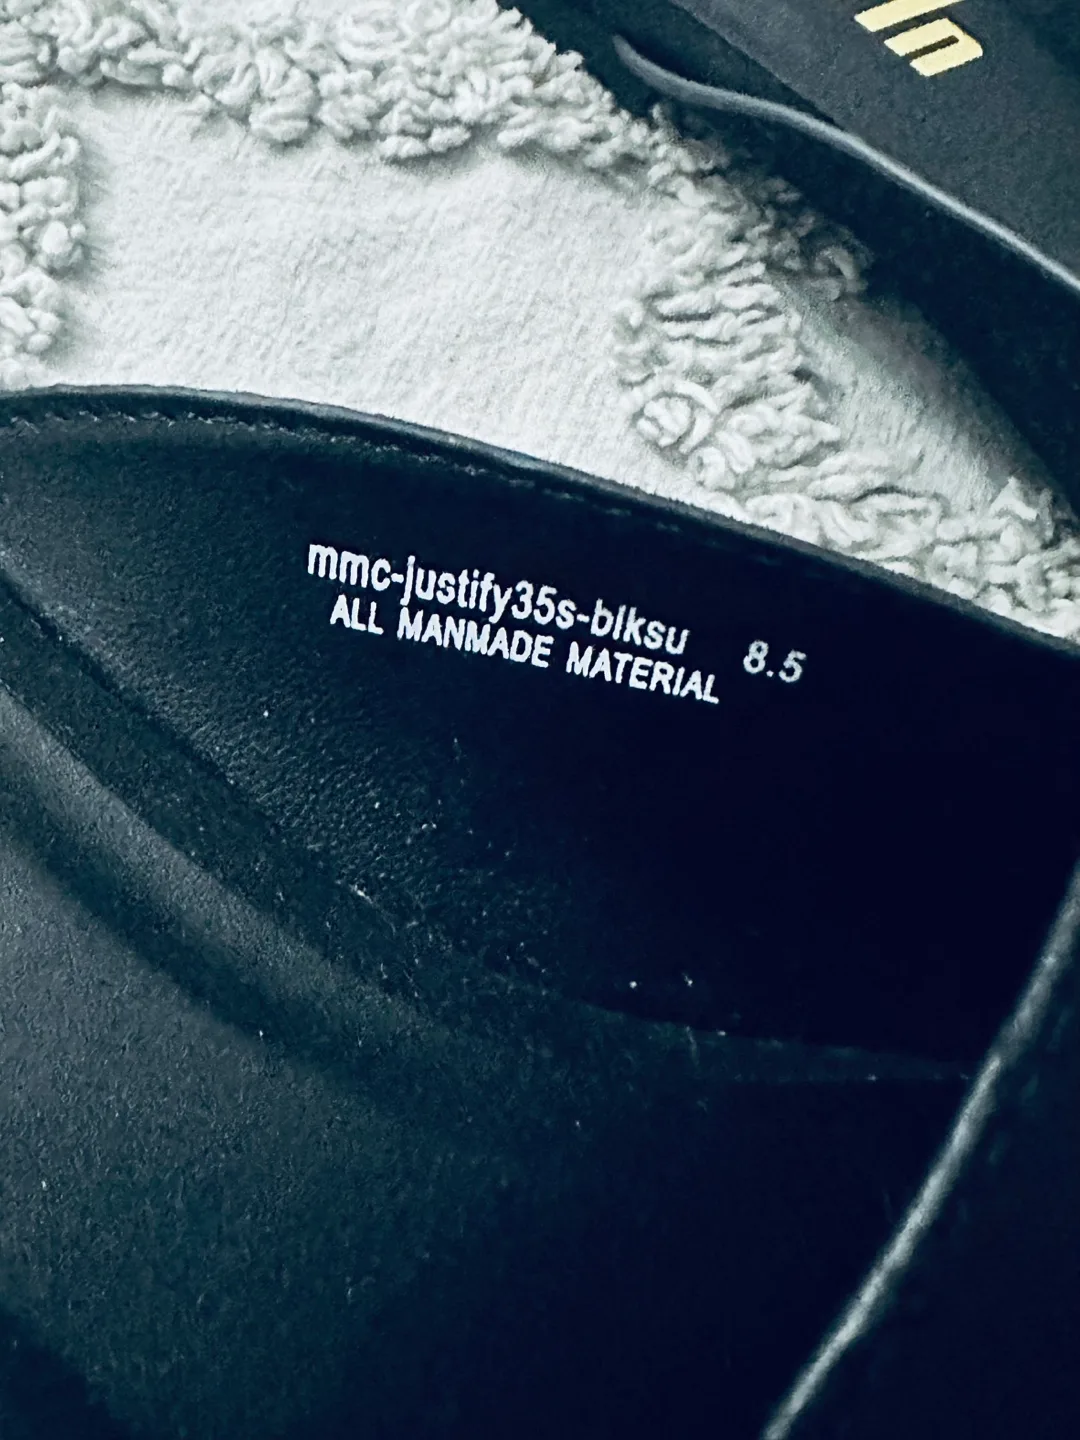 mmc-justify35s-blksu 8.5
ALL MANMADE MATERIAL